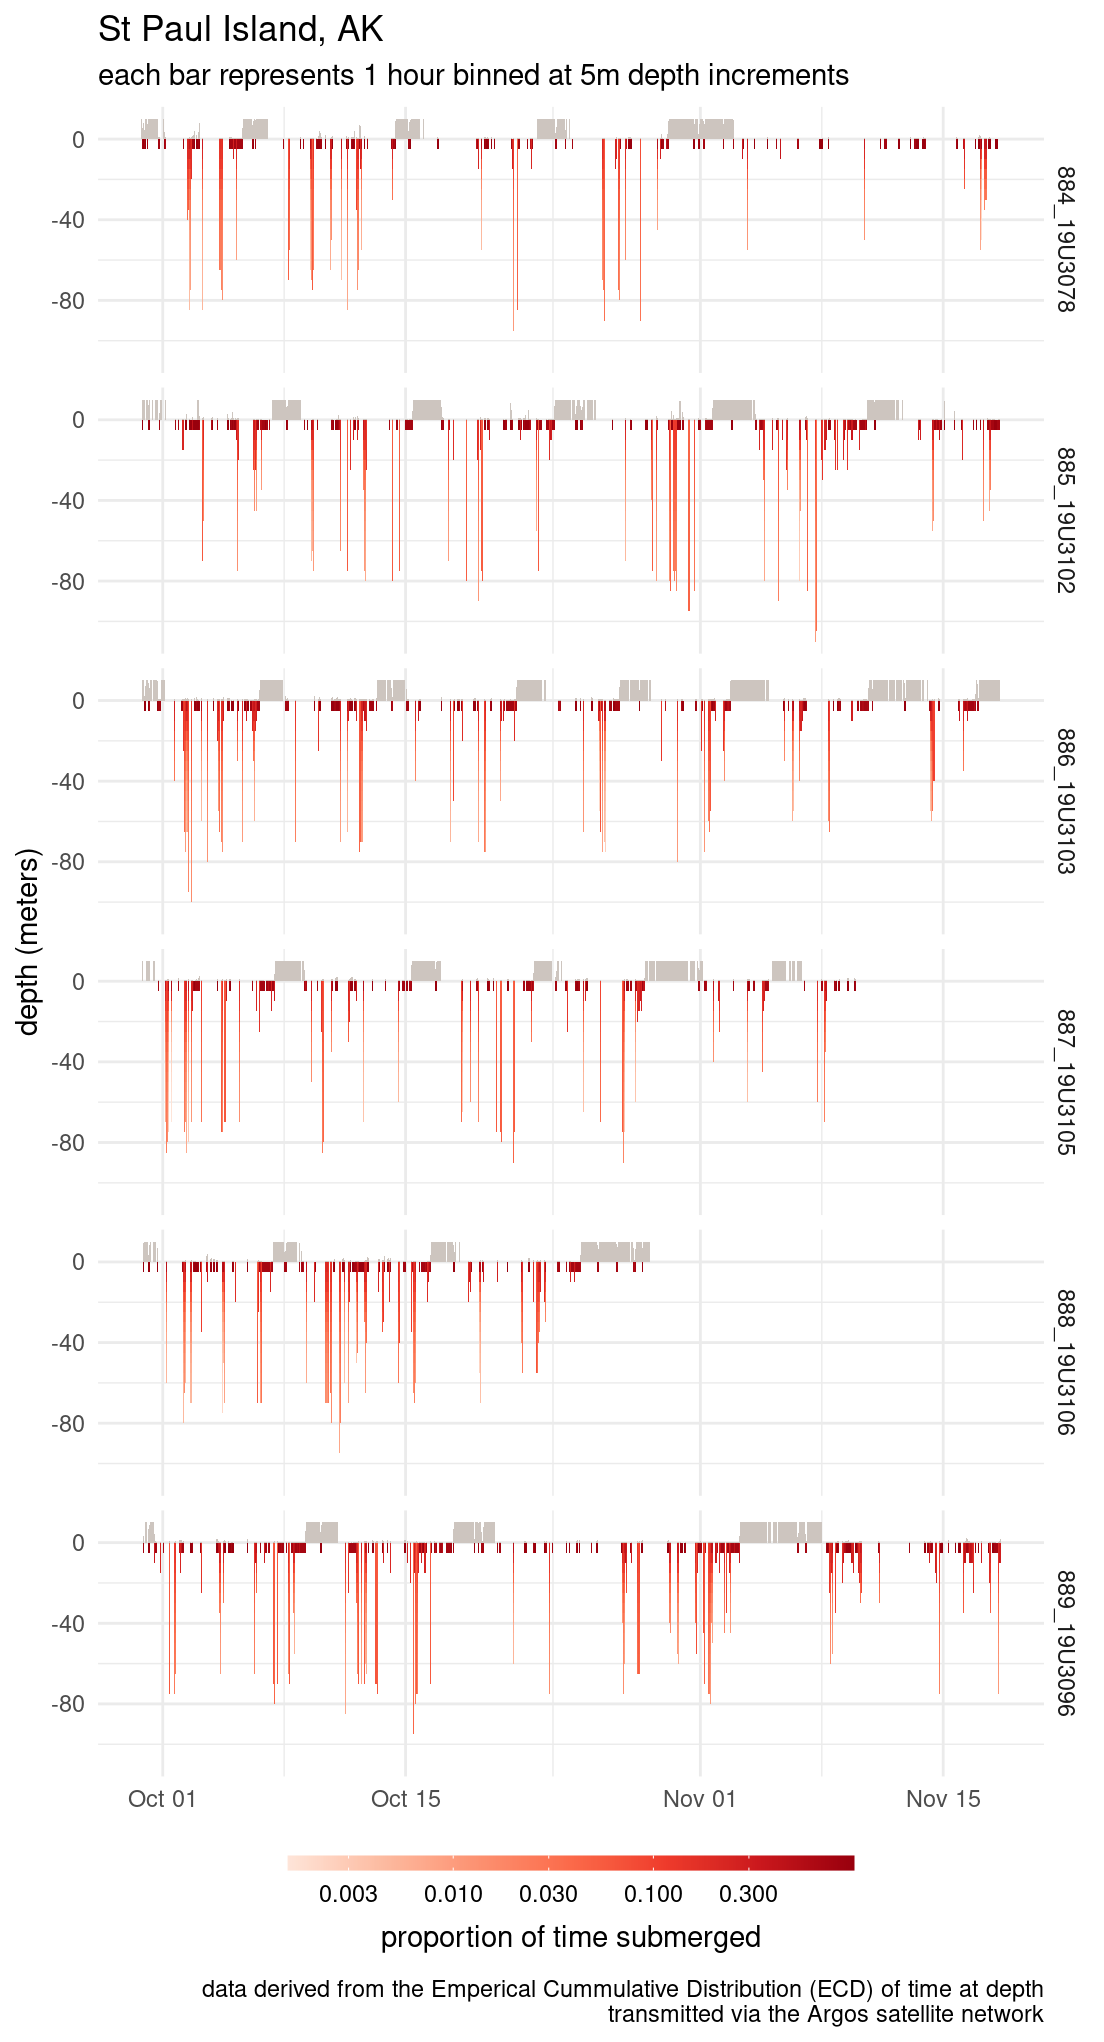 St Paul Island, AK
each bar represents 1 hour binned at 5m depth increments
depth (meters)
0
-40
-80
884_19U3078
0
-40
-80
885_19U3102
0
-40
-80
886_19U3103
0
-40
-80
887_19U3105
0
-40
-80
888_19U3106
0
-40
-80
889_19U3096
Oct 01 Oct 15 Nov 01 Nov 15
0.003 0.010 0.030 0.100 0.300
proportion of time submerged
data derived from the Emperical Cummulative Distribution (ECD) of time at depth
transmitted via the Argos satellite network